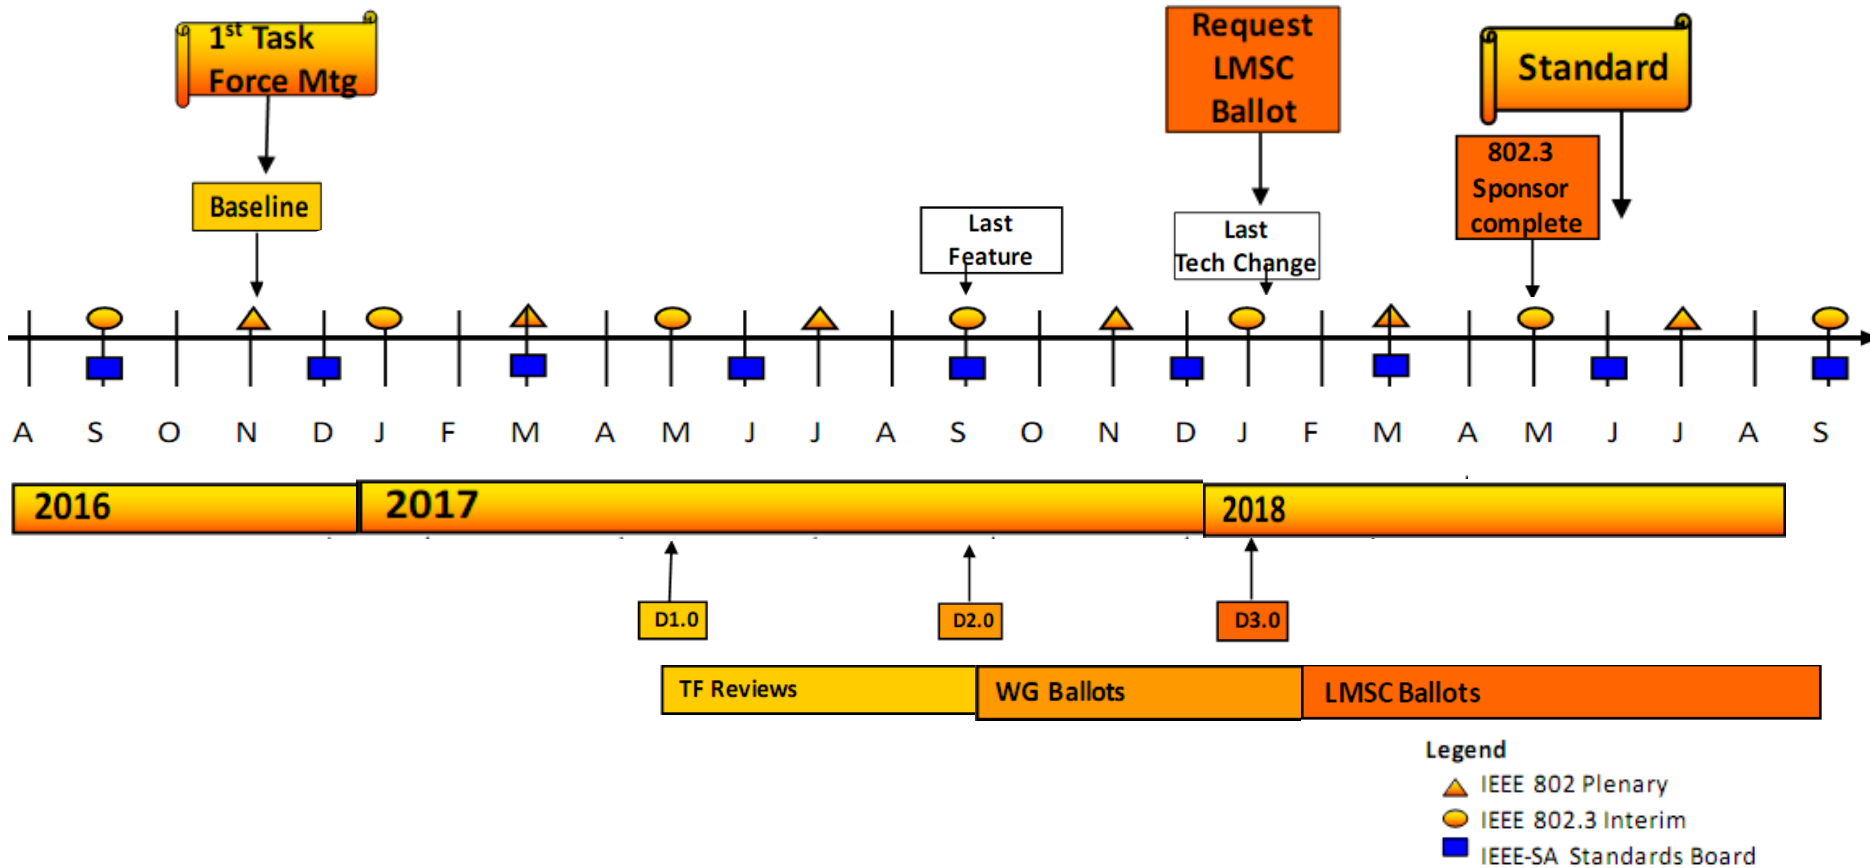 1st Task
Force Mtg
Baseline
Request
LMSC
Ballot
Last
Feature
Last
Tech Change
Standard
802.3
Sponsor
complete
A S O N D J F M A M J J A S O N D J F M A M J J A S
2016 2017 2018
D1.0 D2.0 D3.0
TF Reviews WG Ballots LMSC Ballots
Legend
IEEE 802 Plenary
IEEE 802.3 Interim
IEEE-SA Standards Board